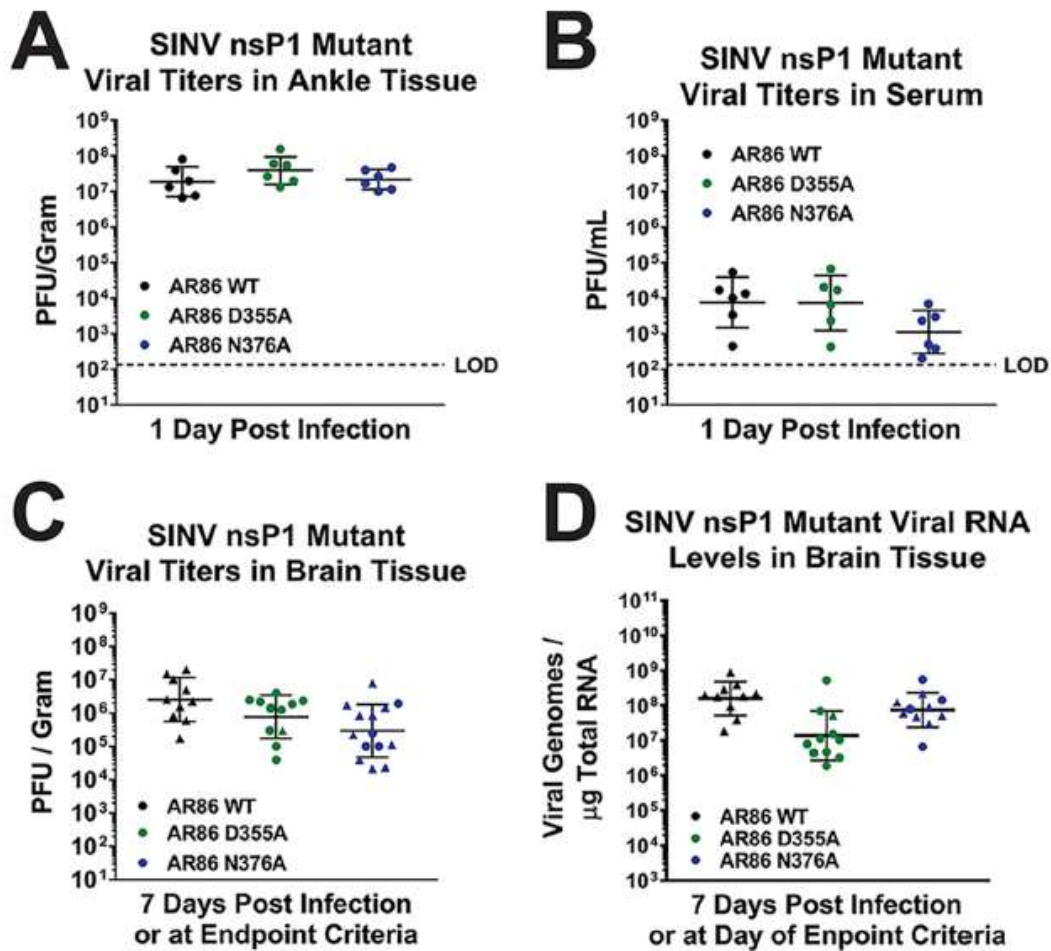 A
SINV nsP1 Mutant
Viral Titers in Ankle Tissue
PFU/Gram
10⁹
10⁸
10⁷
10⁶
10⁵
10⁴
10³
10²
10¹
AR86 WT
AR86 D355A
AR86 N376A
LOD
1 Day Post Infection
B
SINV nsP1 Mutant
Viral Titers in Serum
PFU/mL
10⁹
10⁸
10⁷
10⁶
10⁵
10⁴
10³
10²
10¹
AR86 WT
AR86 D355A
AR86 N376A
LOD
1 Day Post Infection
C
SINV nsP1 Mutant
Viral Titers in Brain Tissue
PFU / Gram
10⁹
10⁸
10⁷
10⁶
10⁵
10⁴
10³
10²
10¹
AR86 WT
AR86 D355A
AR86 N376A
7 Days Post Infection
or at Endpoint Criteria
D
SINV nsP1 Mutant Viral RNA
Levels in Brain Tissue
Viral Genomes /
μg Total RNA
10¹¹
10¹⁰
10⁹
10⁸
10⁷
10⁶
10⁵
10⁴
10³
AR86 WT
AR86 D355A
AR86 N376A
7 Days Post Infection
or at Day of Enpoint Criteria